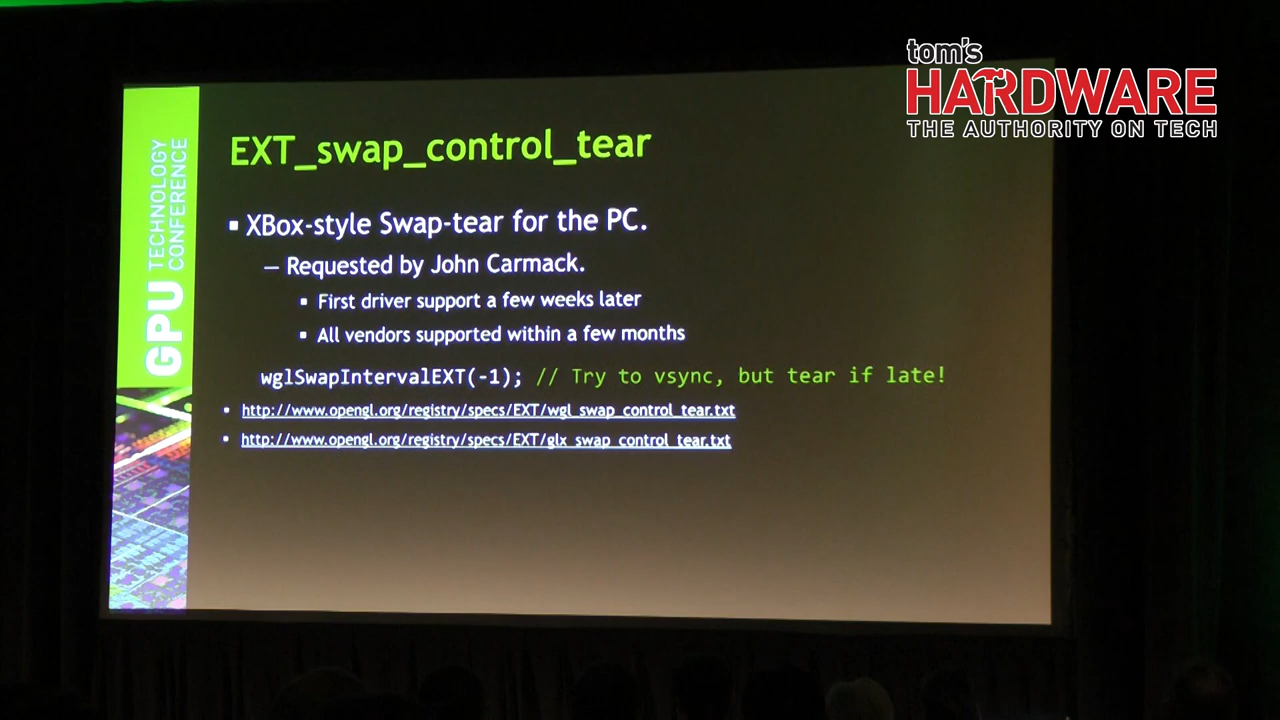 tom's
HARDWARE
THE AUTHORITY ON TECH
GPU TECHNOLOGY
CONFERENCE
EXT_swap_control_tear
▪ XBox-style Swap-tear for the PC.
— Requested by John Carmack.
▪ First driver support a few weeks later
▪ All vendors supported within a few months
wglSwapIntervalEXT(-1); // Try to vsync, but tear if late!
• http://www.opengl.org/registry/specs/EXT/wgl_swap_control_tear.txt
• http://www.opengl.org/registry/specs/EXT/glx_swap_control_tear.txt